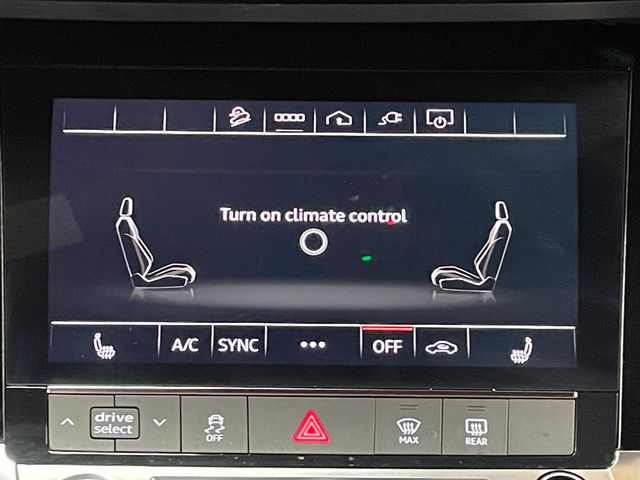 Turn on climate control
A/C SYNC ••• OFF
drive
select
OFF
MAX
REAR